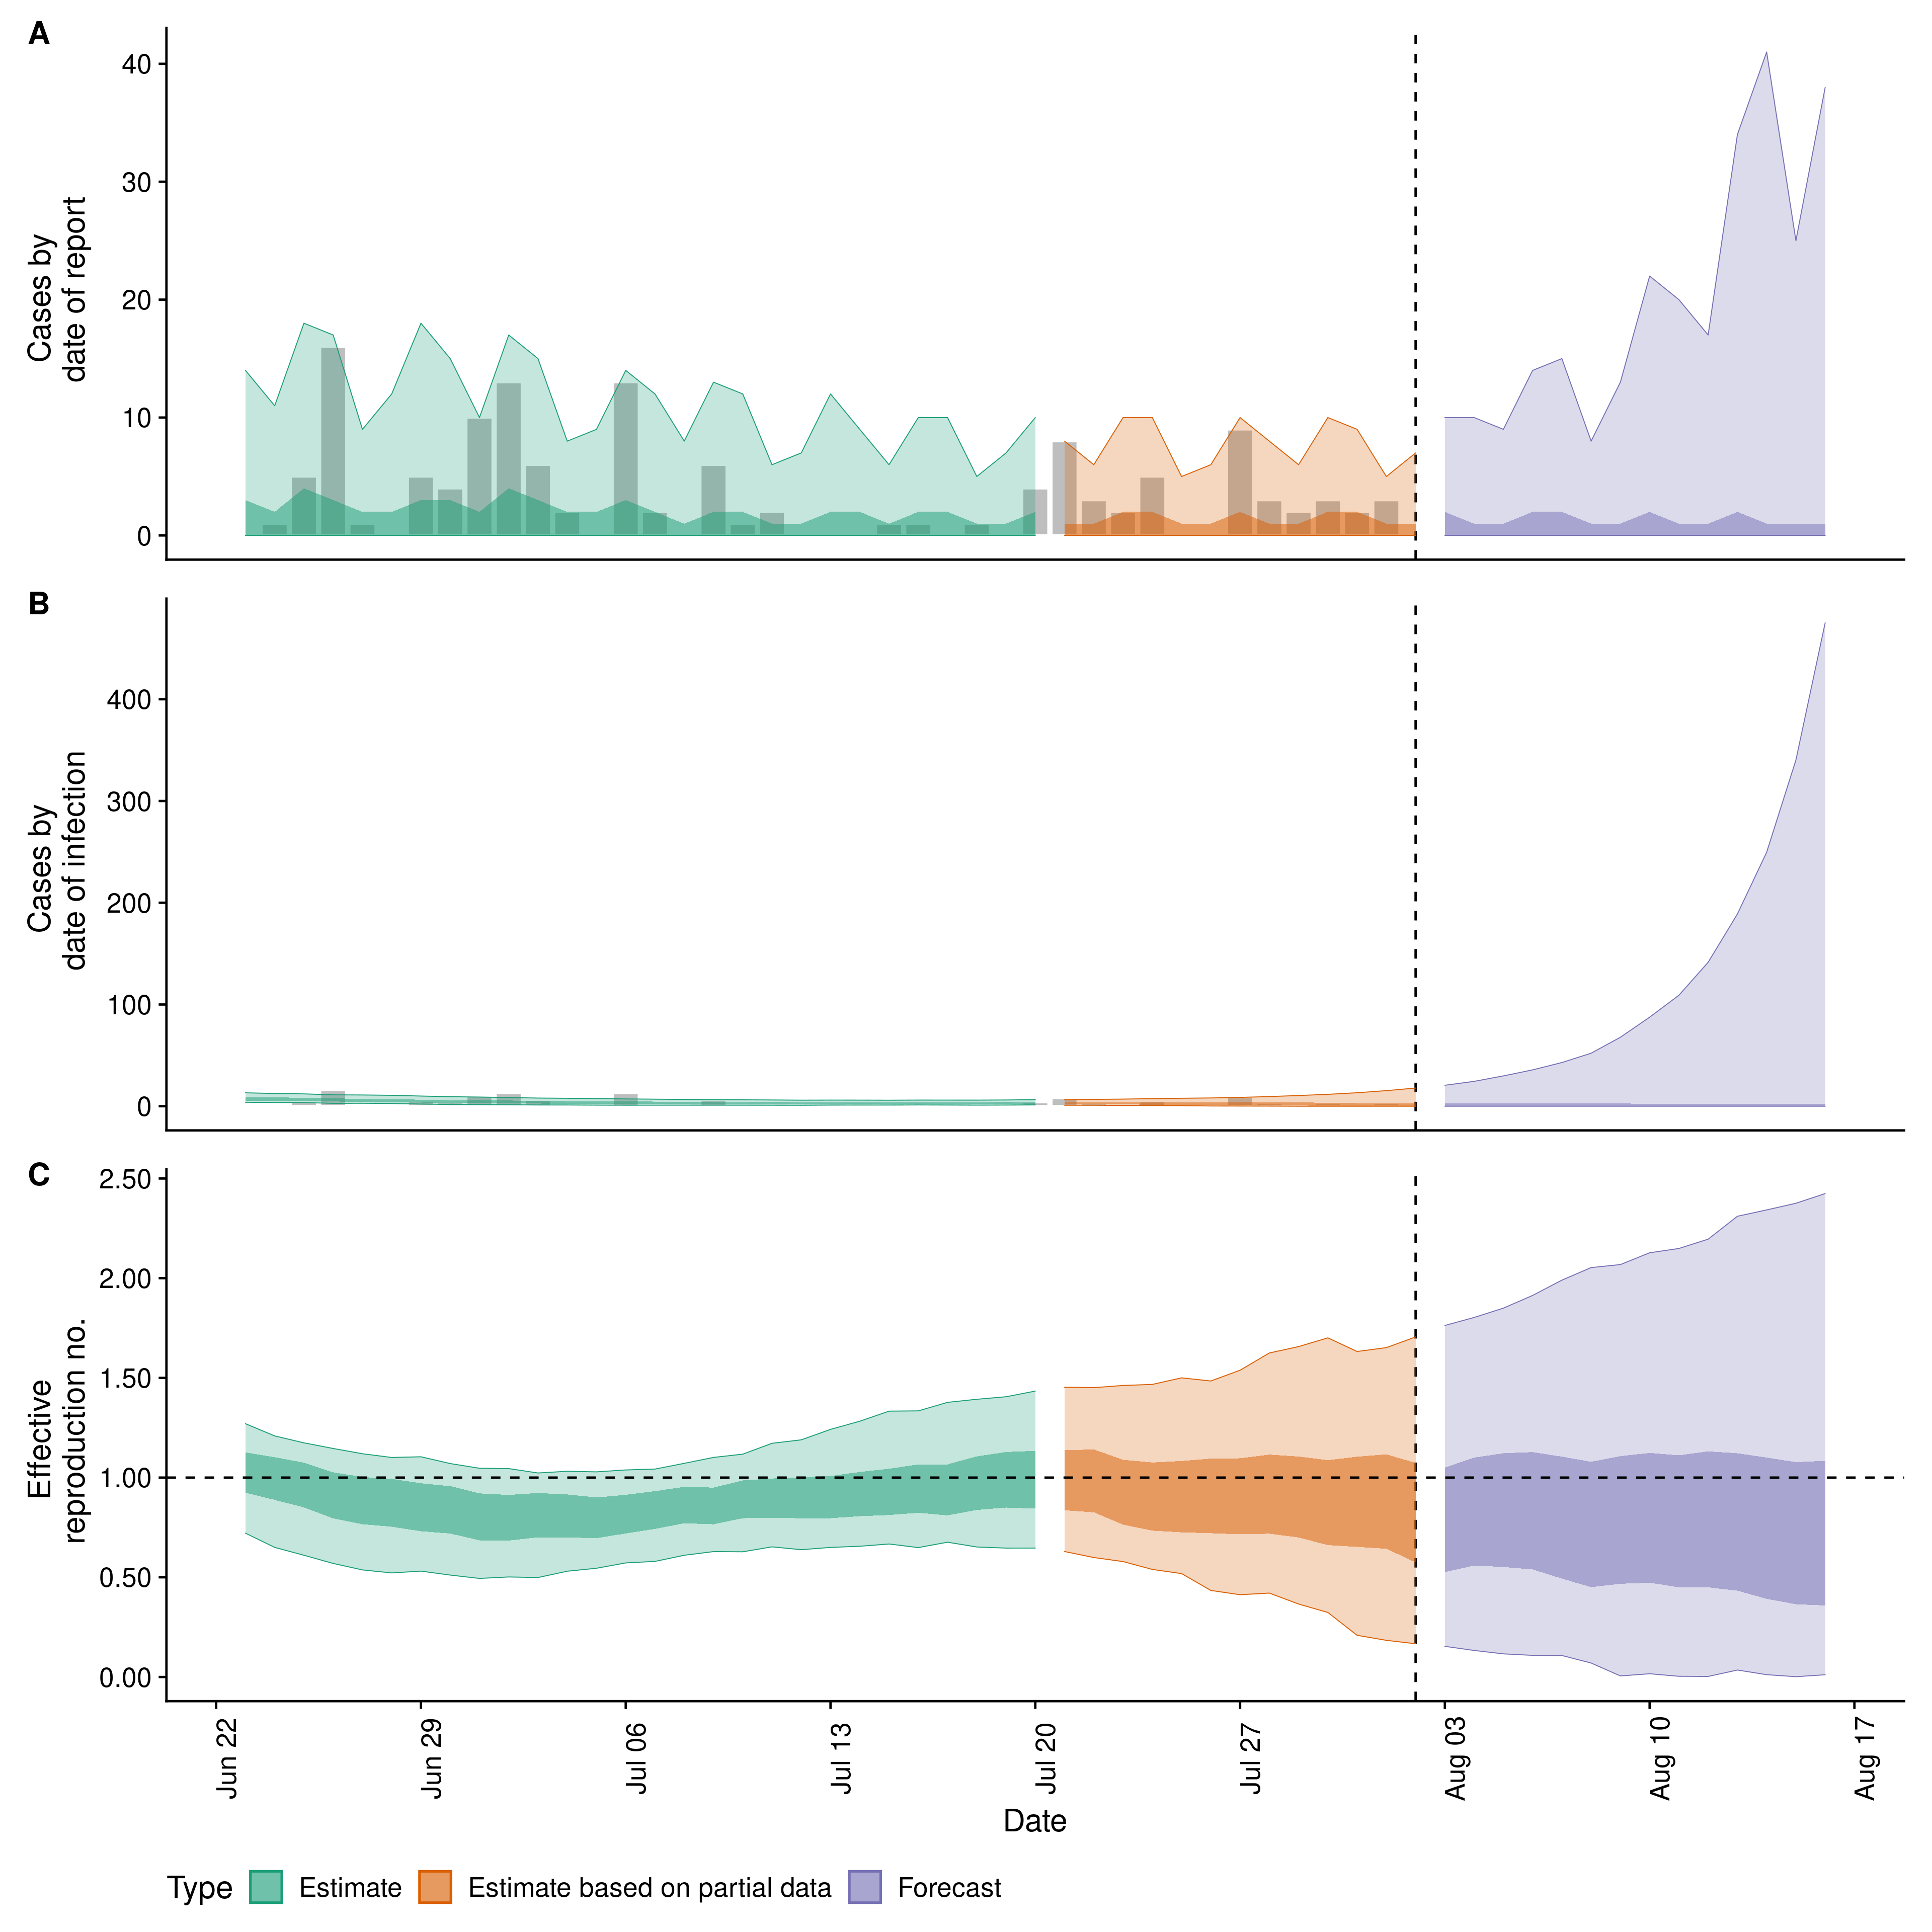 A
Cases by
date of report
40
30
20
10
0
B
Cases by
date of infection
400
300
200
100
0
C
Effective
reproduction no.
2.50
2.00
1.50
1.00
0.50
0.00
Jun 22
Jun 29
Jul 06
Jul 13
Jul 20
Jul 27
Aug 03
Aug 10
Aug 17
Date
Type Estimate Estimate based on partial data Forecast